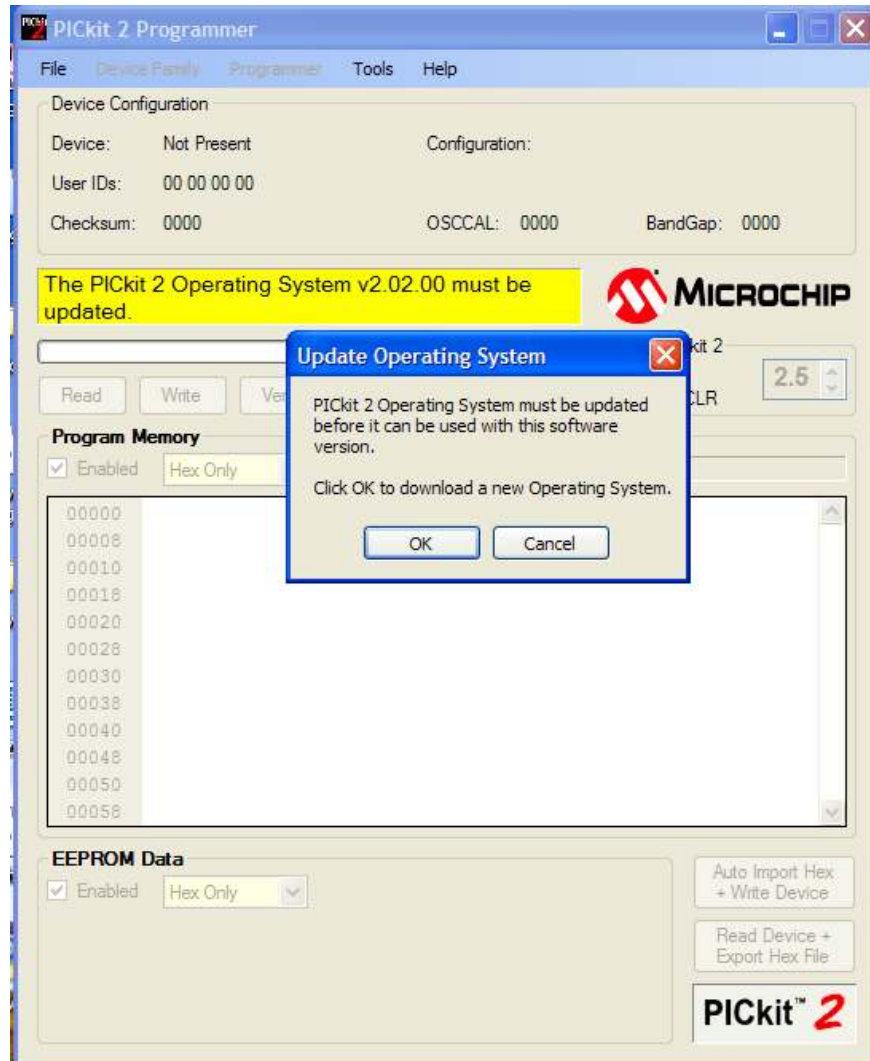 PICkit 2 Programmer
File Device Family Programmer Tools Help
Device Configuration
Device: Not Present Configuration:
User IDs: 00 00 00 00
Checksum: 0000 OSCCAL: 0000 BandGap: 0000
The PICkit 2 Operating System v2.02.00 must be
updated.
MICROCHIP
kit 2
Update Operating System
2.5
Read Write Ve
CLR
PICkit 2 Operating System must be updated
before it can be used with this software
version.
Click OK to download a new Operating System.
OK Cancel
Program Memory
Enabled Hex Only
00000
00008
00010
00018
00020
00028
00030
00038
00040
00048
00050
00058
EEPROM Data
Enabled Hex Only
Auto Import Hex
+ Write Device
Read Device +
Export Hex File
PICkit™ 2